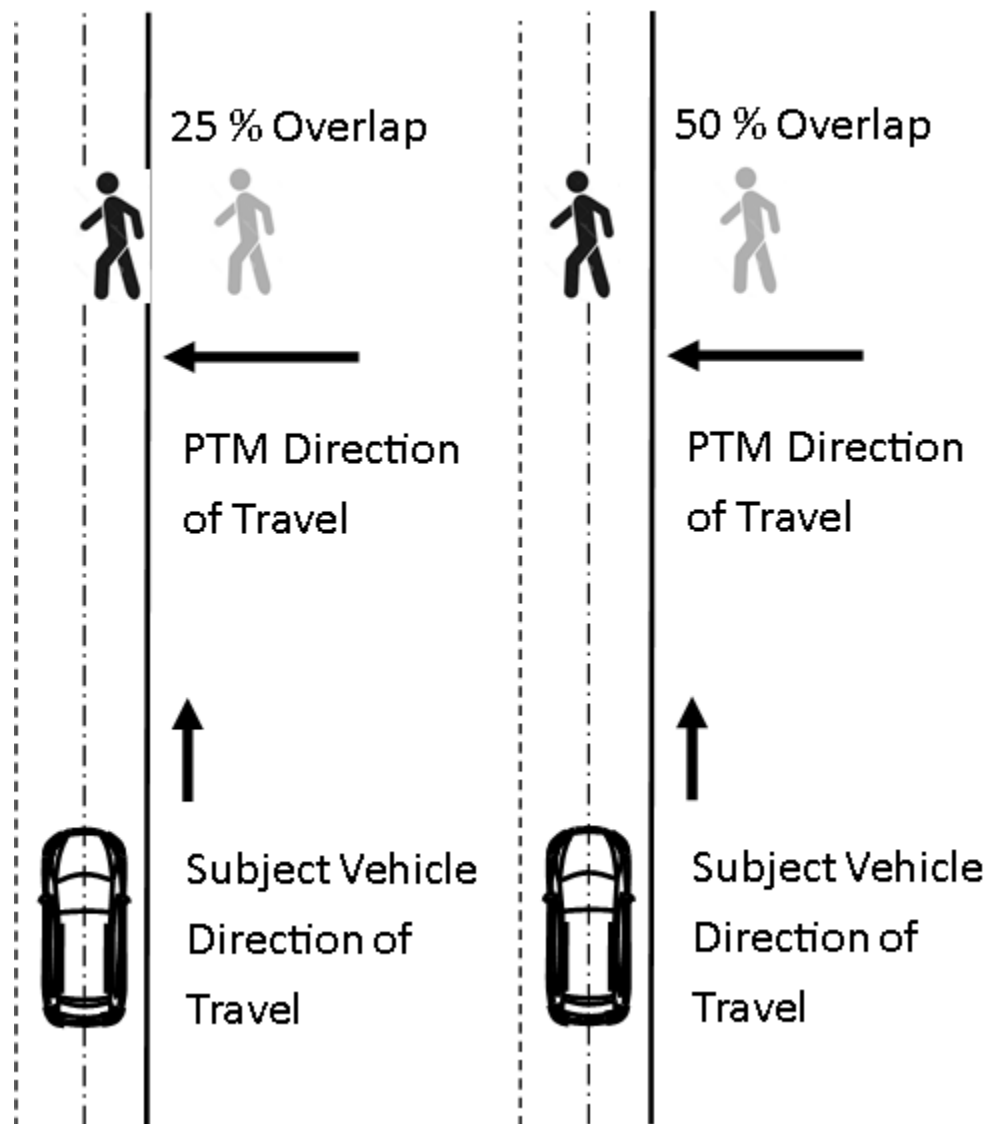 25 % Overlap
PTM Direction
of Travel
Subject Vehicle
Direction of
Travel
50 % Overlap
PTM Direction
of Travel
Subject Vehicle
Direction of
Travel